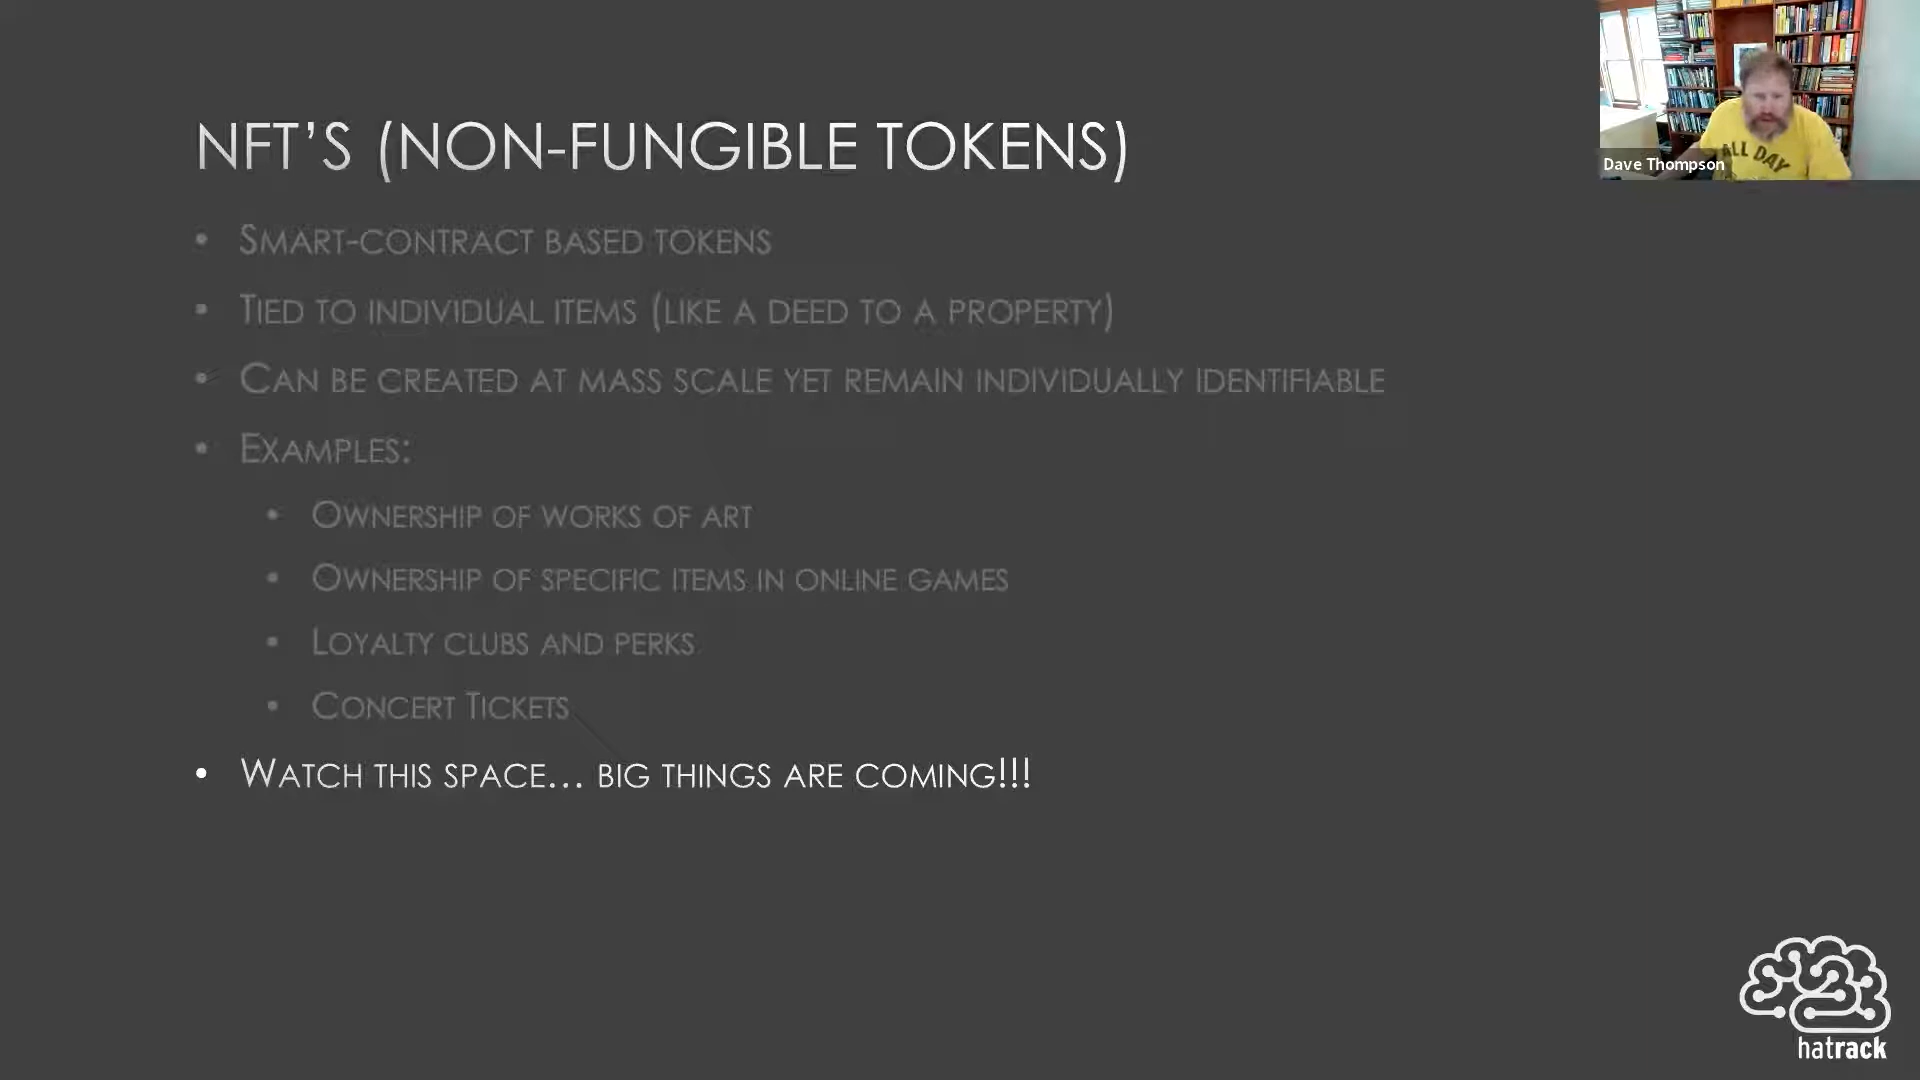 NFT'S (NON-FUNGIBLE TOKENS)
• SMART-CONTRACT BASED TOKENS
• TIED TO INDIVIDUAL ITEMS (LIKE A DEED TO A PROPERTY)
• CAN BE CREATED AT MASS SCALE YET REMAIN INDIVIDUALLY IDENTIFIABLE
• EXAMPLES:
• OWNERSHIP OF WORKS OF ART
• OWNERSHIP OF SPECIFIC ITEMS IN ONLINE GAMES
• LOYALTY CLUBS AND PERKS
• CONCERT TICKETS
• WATCH THIS SPACE... BIG THINGS ARE COMING!!!
ALL DAY
Dave Thompson
hatrack